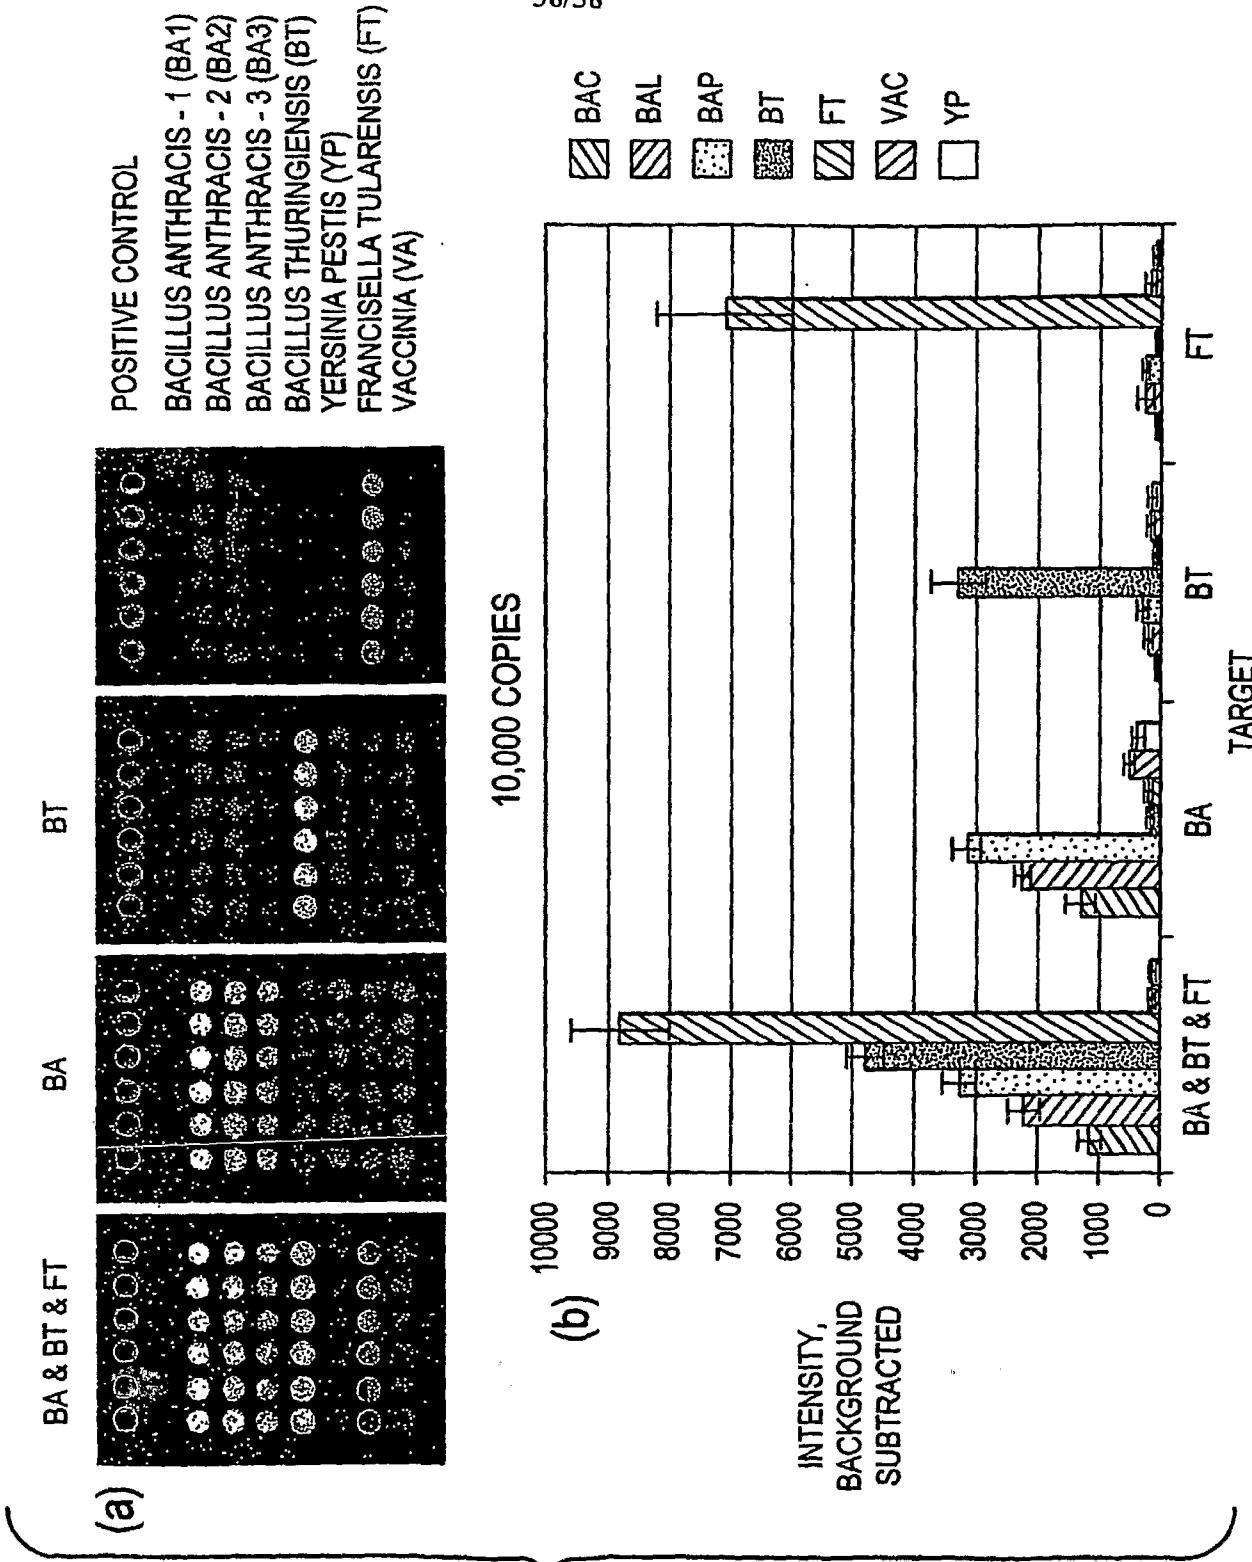 (a)
BA & BT & FT
BA
BT
POSITIVE CONTROL
BACILLUS ANTHRACIS - 1 (BA1)
BACILLUS ANTHRACIS - 2 (BA2)
BACILLUS ANTHRACIS - 3 (BA3)
BACILLUS THURINGIENSIS (BT)
YERSINIA PESTIS (YP)
FRANCISELLA TULARENSIS (FT)
VACCINIA (VA)
(b)
10,000 COPIES
INTENSITY,
BACKGROUND
SUBTRACTED
10000
9000
8000
7000
6000
5000
4000
3000
2000
1000
0
BA & BT & FT
BA
BT
FT
TARGET
BAC
BAL
BAP
BT
FT
VAC
YP